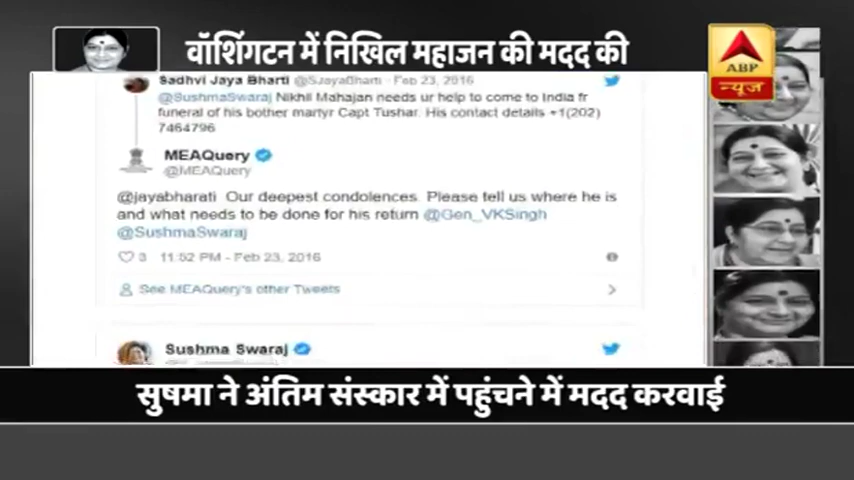 वॉशिंगटन में निखिल महाजन की मदद की
ABP
न्यूज़
Sadhvi Jaya Bharti @SJayaBharti - Feb 23, 2016
@SushmaSwaraj Nikhil Mahajan needs ur help to come to India fr
funeral of his bother martyr Capt Tushar. His contact details +1(202)
7464796
MEAQuery
@MEAQuery
@jayabharati Our deepest condolences. Please tell us where he is
and what needs to be done for his return @Gen_VKSingh
@SushmaSwaraj
3 11:52 PM - Feb 23, 2016
See MEAQuery's other Tweets
Sushma Swaraj
सुषमा ने अंतिम संस्कार में पहुंचने में मदद करवाई